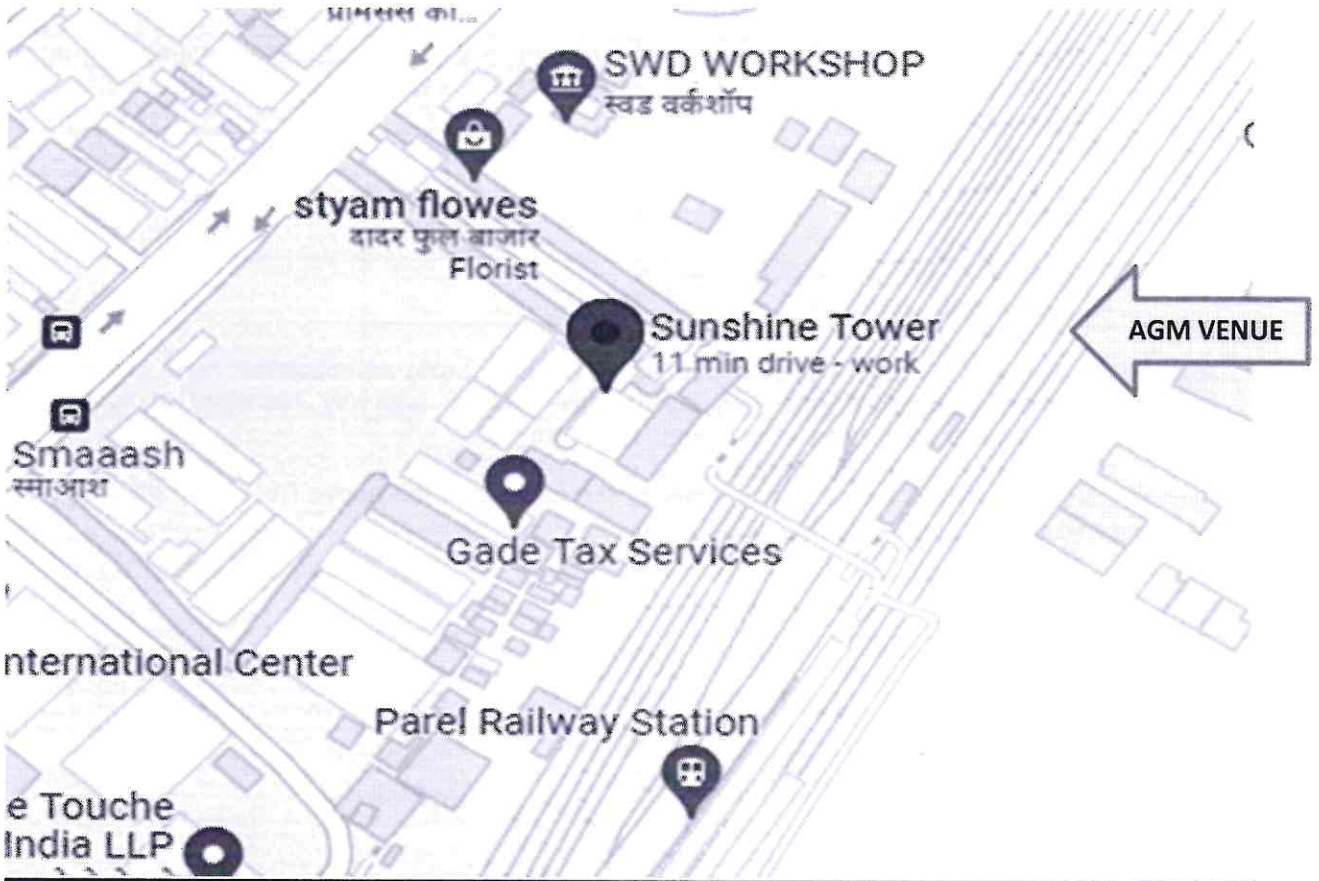 प्रीमिसेस को...
SWD WORKSHOP
स्वड वर्कशॉप
styam flowes
दादर फुल बाजार
Florist
Sunshine Tower
11 min drive - work
AGM VENUE
Smaaash
स्माआश
Gade Tax Services
nternational Center
Parel Railway Station
e Touche
India LLP